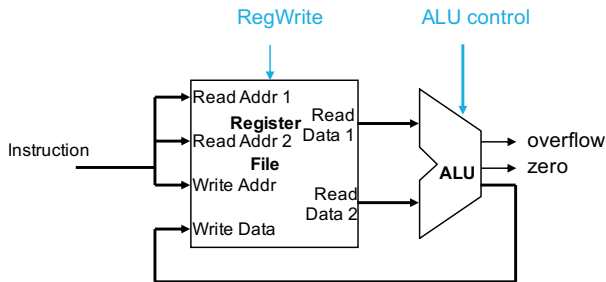 RegWrite
ALU control
Instruction
Read Addr 1
Read Addr 2
Write Addr
Write Data
Register
File
Read
Data 1
Read
Data 2
ALU
overflow
zero